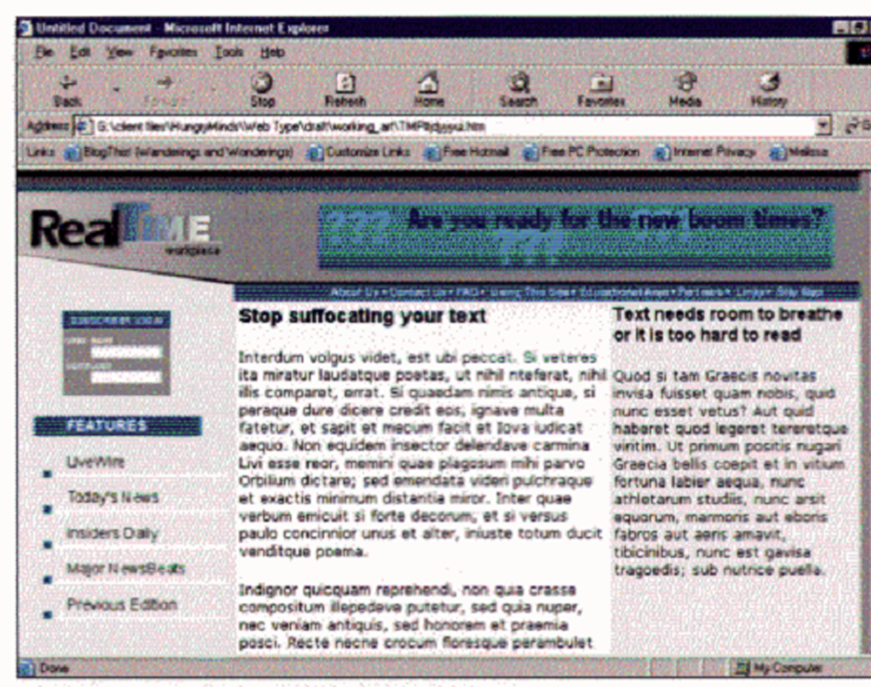 Untitled Document - Microsoft Internet Explorer
File Edit View Favorites Tools Help
Back Forward Stop Refresh Home Search Favorites Media History
Address G:\client files\HungryMinds\Web Type\draft\working_art\
Links BlogThis! (Wanderings and Wonderings) Customize Links Free Hotmail Free PC Protection Internet Privacy Melissa
RealTIME
workplace
??? Are you ready for the new boom times?
???
About Us • Contact Us • FAQ • Using This Site •
SUBSCRIBER LOGIN
Stop suffocating your text
Interdum volgus videt, est ubi peccat. Si veteres
ita miratur laudatque poetas, ut nihil nteferat, nihil
illis comparet, errat. Si quaedam nimis antique, si
peraque dure dicere credit eos, ignave multa
fatetur, et sapit et mecum facit et Iova iudicat
aequo. Non equidem insector delendave carmina
Livi esse reor, memini quae plagosum mihi parvo
Orbilium dictare; sed emendata videri pulchraque
et exactis minimum distantia miror. Inter quae
verbum emicuit si forte decorum, et si versus
paulo concinnior unus et alter, iniuste totum ducit
venditque poema.
Indignor quicquam reprehendi, non quia crasse
compositum illepedeve putetur, sed quia nuper,
nec veniam antiquis, sed honorem et praemia
posci. Recte necne crocum floresque perambulet
Text needs room to breathe
or it is too hard to read
Quod si tam Graecis novitas
invisa fuisset quam nobis, quid
nunc esset vetus? Aut quid
haberet quod legeret tereretque
viritim. Ut primum positis nugari
Graecia bellis coepit et in vitium
fortuna labier aequa, nunc
athletarum studiis, nunc arsit
equorum, marmoris aut eboris
fabros aut aeris amavit,
tibicinibus, nunc est gavisa
tragoedis; sub nutrice puella.
FEATURES
LiveWire
Today's News
Insiders Daily
Major NewsBeats
Previous Edition
Done
My Computer